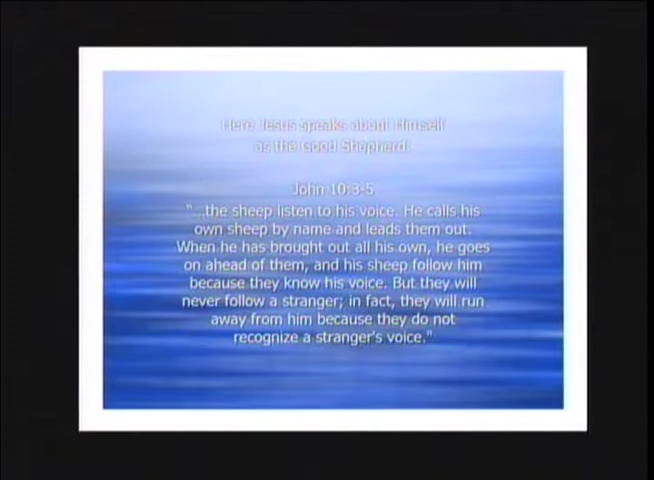 Here Jesus speaks about Himself
as the Good Shepherd:
John 10:3-5
"...the sheep listen to his voice. He calls his
own sheep by name and leads them out.
When he has brought out all his own, he goes
on ahead of them, and his sheep follow him
because they know his voice. But they will
never follow a stranger; in fact, they will run
away from him because they do not
recognize a stranger's voice."